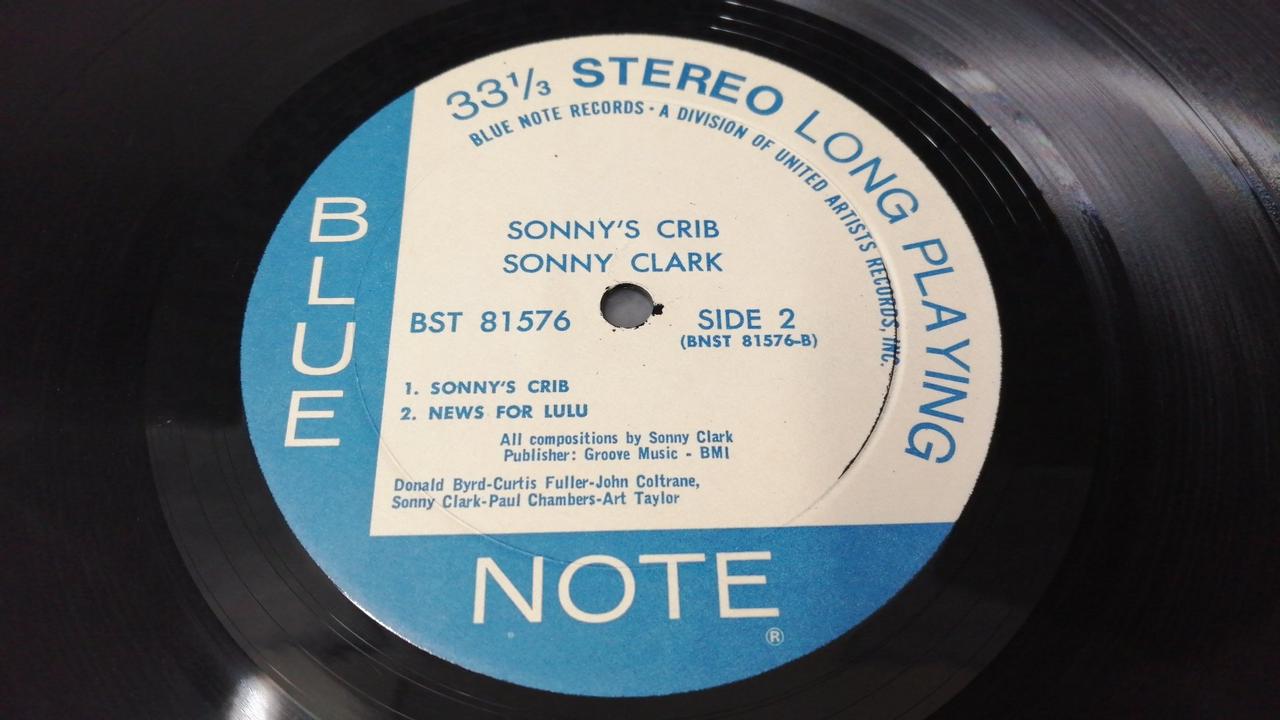 33⅓ STEREO LONG PLAYING
BLUE NOTE RECORDS · A DIVISION OF UNITED ARTISTS RECORDS, INC.
SONNY'S CRIB
SONNY CLARK
BST 81576
SIDE 2
(BNST 81576-B)
1. SONNY'S CRIB
2. NEWS FOR LULU
All compositions by Sonny Clark
Publisher: Groove Music - BMI
Donald Byrd-Curtis Fuller-John Coltrane,
Sonny Clark-Paul Chambers-Art Taylor
BLUE
NOTE
®